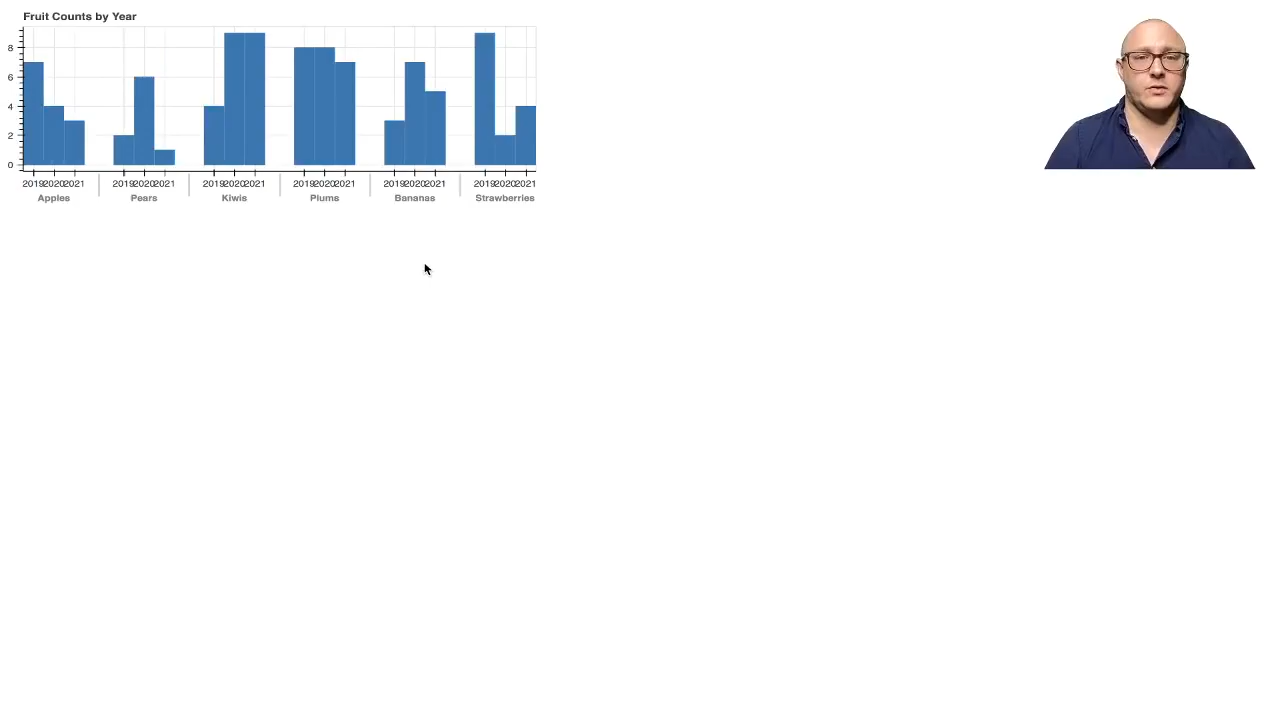 Fruit Counts by Year
8
6
4
2
0
2019 2020 2021 2019 2020 2021 2019 2020 2021 2019 2020 2021 2019 2020 2021 2019 2020 2021
Apples Pears Kiwis Plums Bananas Strawberries